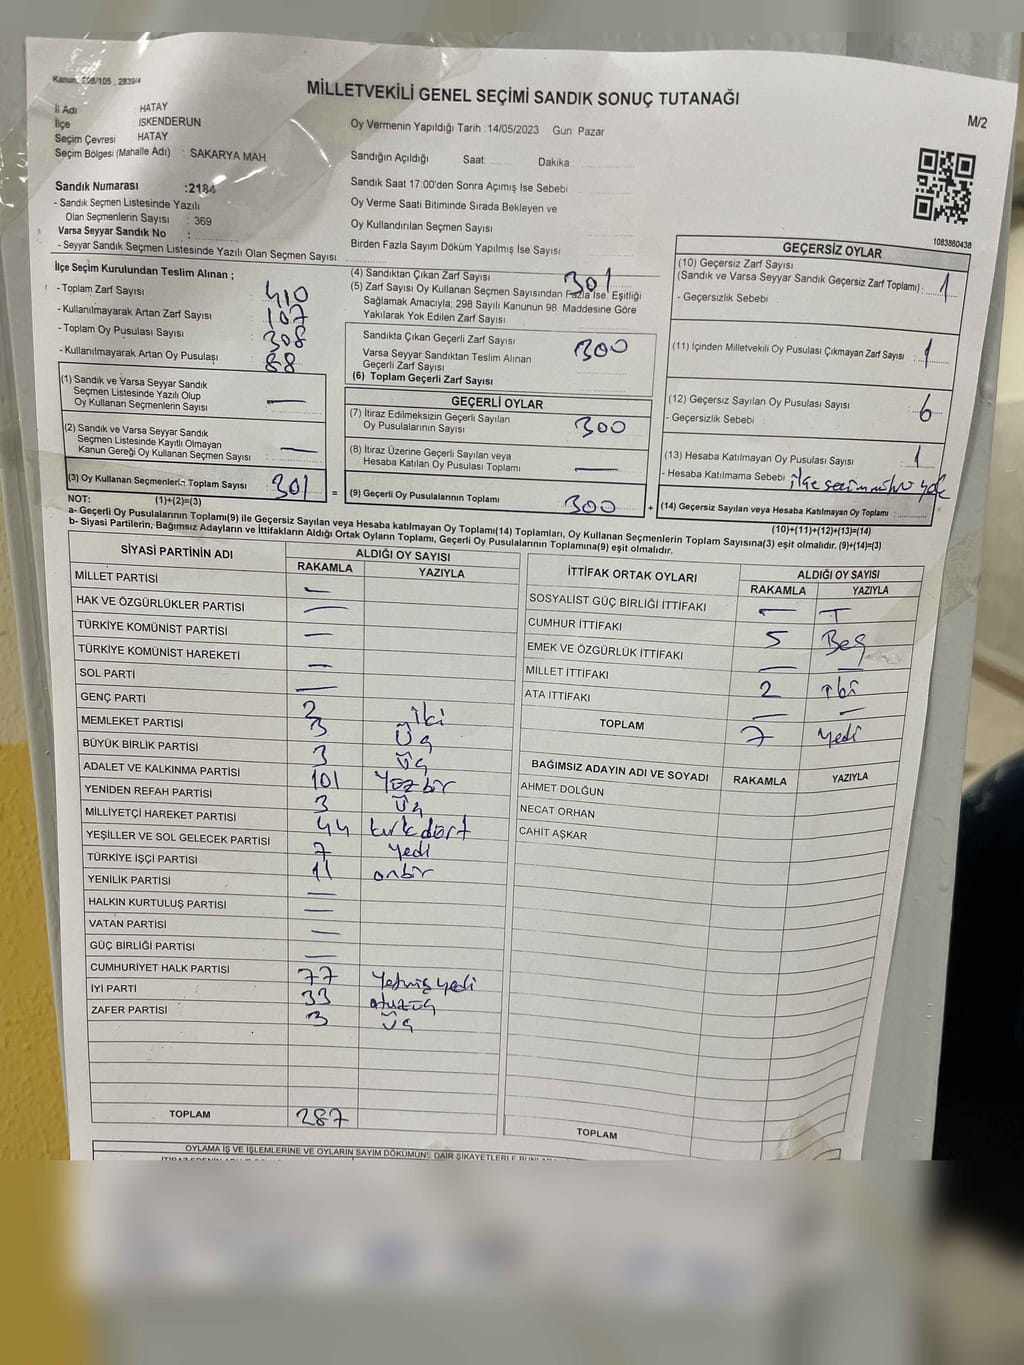 Kanun: 298/105 , 2839/4
MİLLETVEKİLİ GENEL SEÇİMİ SANDIK SONUÇ TUTANAĞI
M/2
İl Adı : HATAY
İlçe : İSKENDERUN
Seçim Çevresi : HATAY
Seçim Bölgesi (Mahalle Adı) : SAKARYA MAH.
Sandık Numarası :2184
- Sandık Seçmen Listesinde Yazılı
Olan Seçmenlerin Sayısı : 369
Varsa Seyyar Sandık No :
- Seyyar Sandık Seçmen Listesinde Yazılı Olan Seçmen Sayısı
Oy Vermenin Yapıldığı Tarih :14/05/2023 Gün: Pazar
Sandığın Açıldığı Saat: Dakika :
Sandık Saat 17:00'den Sonra Açımış İse Sebebi
Oy Verme Saati Bitiminde Sırada Bekleyen ve
Oy Kullandırılan Seçmen Sayısı
Birden Fazla Sayım Döküm Yapılmış İse Sayısı
1083860438
İlçe Seçim Kurulundan Teslim Alınan ;
- Toplam Zarf Sayısı : 410
- Kullanılmayarak Artan Zarf Sayısı : 107
- Toplam Oy Pusulası Sayısı : 308
- Kullanılmayarak Artan Oy Pusulası : 88
(1) Sandık ve Varsa Seyyar Sandık
Seçmen Listesinde Yazılı Olup
Oy Kullanan Seçmenlerin Sayısı : —
(2) Sandık ve Varsa Seyyar Sandık
Seçmen Listesinde Kayıtlı Olmayan
Kanun Gereği Oy Kullanan Seçmen Sayısı : —
(3) Oy Kullanan Seçmenlerin Toplam Sayısı : 301 =
(4) Sandıktan Çıkan Zarf Sayısı 301
(5) Zarf Sayısı Oy Kullanan Seçmen Sayısından Fazla İse, Eşitliği
Sağlamak Amacıyla, 298 Sayılı Kanunun 98. Maddesine Göre
Yakılarak Yok Edilen Zarf Sayısı
Sandıkta Çıkan Geçerli Zarf Sayısı 300
Varsa Seyyar Sandıktan Teslim Alınan
Geçerli Zarf Sayısı
(6) Toplam Geçerli Zarf Sayısı
GEÇERLİ OYLAR
(7) İtiraz Edilmeksizin Geçerli Sayılan
Oy Pusulalarının Sayısı 300
(8) İtiraz Üzerine Geçerli Sayılan veya
Hesaba Katılan Oy Pusulası Toplamı —
(9) Geçerli Oy Pusulalarının Toplamı 300 +
GEÇERSİZ OYLAR
(10) Geçersiz Zarf Sayısı
(Sandık ve Varsa Seyyar Sandık Geçersiz Zarf Toplamı) : 1
- Geçersizlik Sebebi :
(11) İçinden Milletvekili Oy Pusulası Çıkmayan Zarf Sayısı : 1
(12) Geçersiz Sayılan Oy Pusulası Sayısı : 6
- Geçersizlik Sebebi :
(13) Hesaba Katılmayan Oy Pusulası Sayısı : 1
- Hesaba Katılmama Sebebi : ilçe seçim mührü yok
(14) Geçersiz Sayılan veya Hesaba Katılmayan Oy Toplamı :
NOT: (1)+(2)=(3)
(10)+(11)+(12)+(13)=(14)
a- Geçerli Oy Pusulalarının Toplamı(9) ile Geçersiz Sayılan veya Hesaba katılmayan Oy Toplamı(14) Toplamları, Oy Kullanan Seçmenlerin Toplam Sayısına(3) eşit olmalıdır. (9)+(14)=(3)
b- Siyasi Partilerin, Bağımsız Adayların ve İttifakların Aldığı Ortak Oyların Toplamı, Geçerli Oy Pusulalarının Toplamına(9) eşit olmalıdır.
SİYASİ PARTİNİN ADI ALDIĞI OY SAYISI
RAKAMLA YAZIYLA
MİLLET PARTİSİ —
HAK VE ÖZGÜRLÜKLER PARTİSİ —
TÜRKİYE KOMÜNİST PARTİSİ —
TÜRKİYE KOMÜNİST HAREKETİ
SOL PARTİ —
GENÇ PARTİ —
MEMLEKET PARTİSİ 2 iki
3 Üç
BÜYÜK BİRLİK PARTİSİ 3 Üç
ADALET VE KALKINMA PARTİSİ 101 Yüzbir
YENİDEN REFAH PARTİSİ 3 Üç
MİLLİYETÇİ HAREKET PARTİSİ 44 kırkdört
YEŞİLLER VE SOL GELECEK PARTİSİ 7 yedi
TÜRKİYE İŞÇİ PARTİSİ 11 onbir
YENİLİK PARTİSİ —
HALKIN KURTULUŞ PARTİSİ —
VATAN PARTİSİ —
GÜÇ BİRLİĞİ PARTİSİ —
CUMHURİYET HALK PARTİSİ 77 Yetmişyedi
İYİ PARTİ 33 otuzüç
ZAFER PARTİSİ 3 Üç
TOPLAM 287
İTTİFAK ORTAK OYLARI ALDIĞI OY SAYISI
RAKAMLA YAZIYLA
SOSYALİST GÜÇ BİRLİĞİ İTTİFAKI — —
CUMHUR İTTİFAKI 5 Beş
EMEK VE ÖZGÜRLÜK İTTİFAKI — —
MİLLET İTTİFAKI 2 iki
ATA İTTİFAKI — —
TOPLAM 7 yedi
BAĞIMSIZ ADAYIN ADI VE SOYADI RAKAMLA YAZIYLA
AHMET DOLĞUN
NECAT ORHAN
CAHİT AŞKAR
TOPLAM
OYLAMA İŞ VE İŞLEMLERİNE VE OYLARIN SAYIM DÖKÜMÜNE DAİR ŞİKAYETLERLE BUNLARA